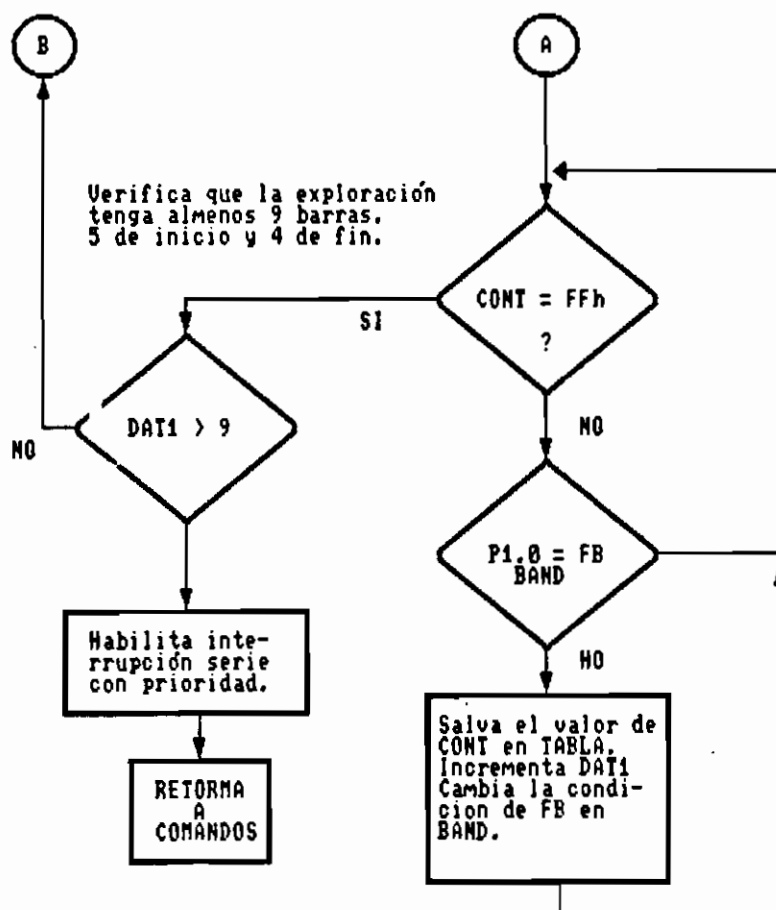 B
A
Verifica que la exploración
tenga almenos 9 barras.
5 de inicio y 4 de fin.
CONT = FFh
?
SI
DAT1 > 9
NO
NO
P1.0 = FB
BAND
NO
Habilita inte-
rrupción serie
con prioridad.
Salva el valor de
CONT en TABLA.
Incrementa DAT1
Cambia la condi-
cion de FB en
BAND.
RETORNA
A
COMANDOS